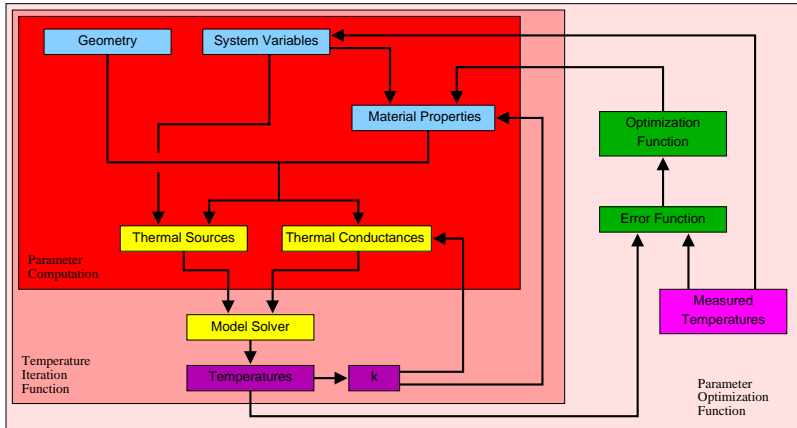 Geometry
System Variables
Material Properties
Optimization
Function
Error Function
Thermal Sources
Thermal Conductances
Parameter
Computation
Measured
Temperatures
Model Solver
Temperature
Iteration
Function
Temperatures
k
Parameter
Optimization
Function